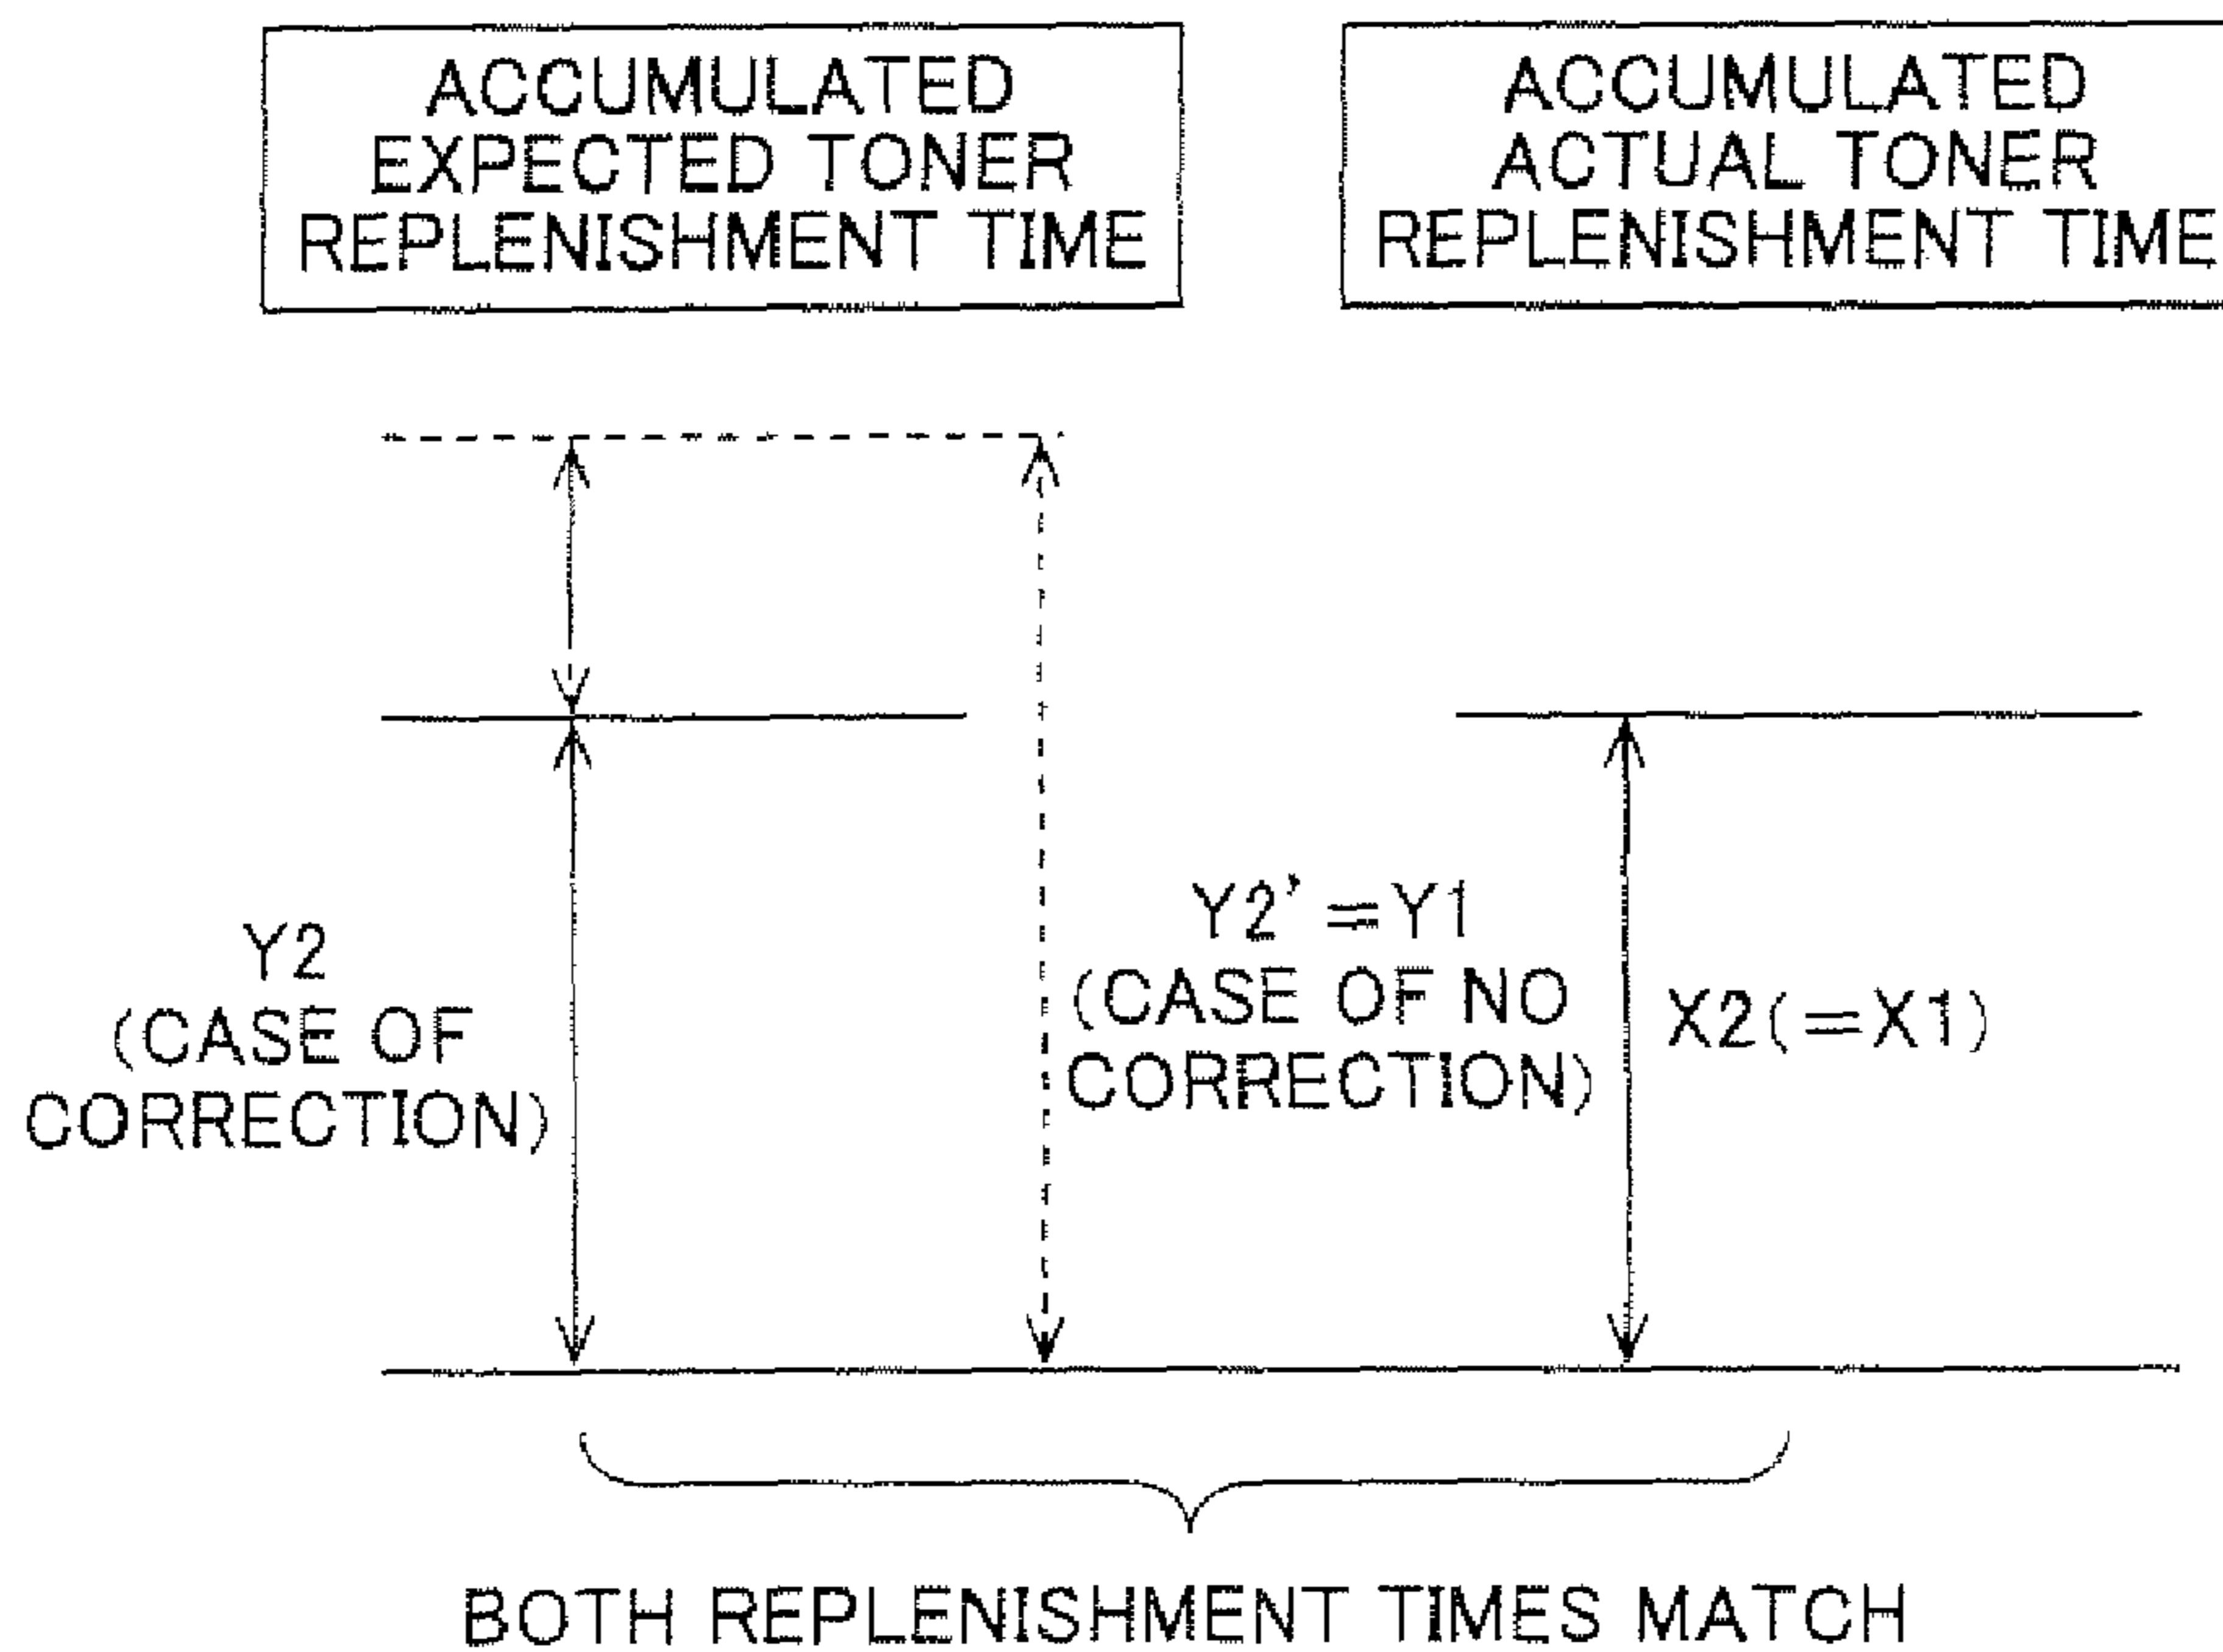 ACCUMULATED
EXPECTED TONER
REPLENISHMENT TIME
ACCUMULATED
ACTUAL TONER
REPLENISHMENT TIME
Y2
(CASE OF
CORRECTION)
Y2'=Y1
(CASE OF NO
CORRECTION)
X2(=X1)
BOTH REPLENISHMENT TIMES MATCH